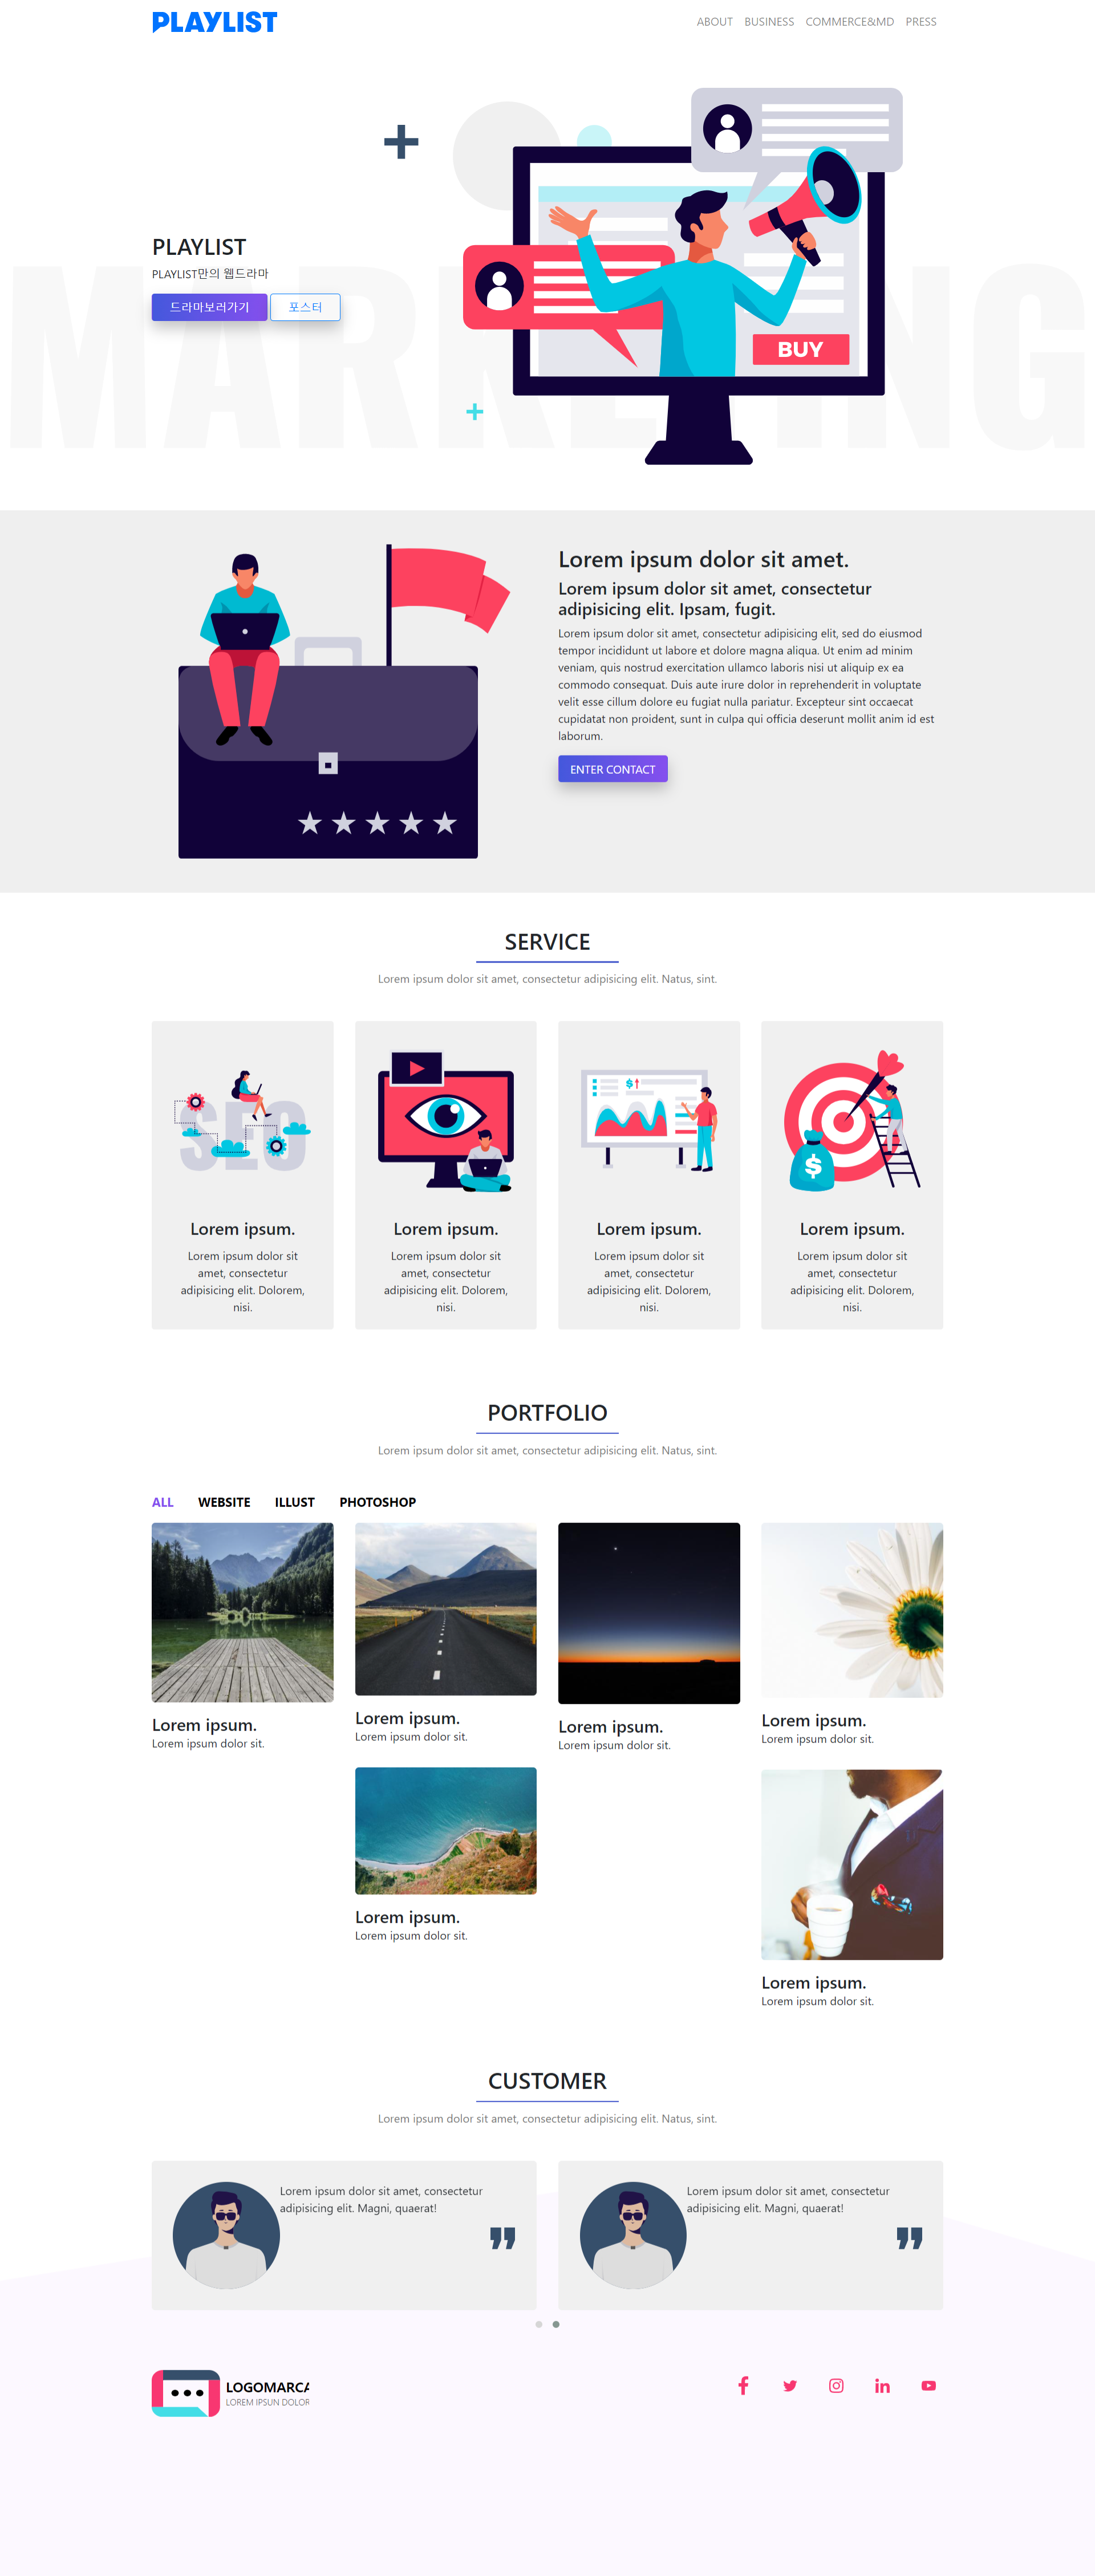 PLAYLIST
ABOUT BUSINESS COMMERCE&MD PRESS
MARKETING
PLAYLIST
PLAYLIST만의 웹드라마
드라마보러가기 포스터
BUY
Lorem ipsum dolor sit amet.
Lorem ipsum dolor sit amet, consectetur
adipisicing elit. Ipsam, fugit.
Lorem ipsum dolor sit amet, consectetur adipisicing elit, sed do eiusmod
tempor incididunt ut labore et dolore magna aliqua. Ut enim ad minim
veniam, quis nostrud exercitation ullamco laboris nisi ut aliquip ex ea
commodo consequat. Duis aute irure dolor in reprehenderit in voluptate
velit esse cillum dolore eu fugiat nulla pariatur. Excepteur sint occaecat
cupidatat non proident, sunt in culpa qui officia deserunt mollit anim id est
laborum.
ENTER CONTACT
SERVICE
Lorem ipsum dolor sit amet, consectetur adipisicing elit. Natus, sint.
SEO
$
$
Lorem ipsum.
Lorem ipsum dolor sit
amet, consectetur
adipisicing elit. Dolorem,
nisi.
Lorem ipsum.
Lorem ipsum dolor sit
amet, consectetur
adipisicing elit. Dolorem,
nisi.
Lorem ipsum.
Lorem ipsum dolor sit
amet, consectetur
adipisicing elit. Dolorem,
nisi.
Lorem ipsum.
Lorem ipsum dolor sit
amet, consectetur
adipisicing elit. Dolorem,
nisi.
PORTFOLIO
Lorem ipsum dolor sit amet, consectetur adipisicing elit. Natus, sint.
ALL WEBSITE ILLUST PHOTOSHOP
Lorem ipsum.
Lorem ipsum dolor sit.
Lorem ipsum.
Lorem ipsum dolor sit.
Lorem ipsum.
Lorem ipsum dolor sit.
Lorem ipsum.
Lorem ipsum dolor sit.
Lorem ipsum.
Lorem ipsum dolor sit.
Lorem ipsum.
Lorem ipsum dolor sit.
CUSTOMER
Lorem ipsum dolor sit amet, consectetur adipisicing elit. Natus, sint.
Lorem ipsum dolor sit amet, consectetur
adipisicing elit. Magni, quaerat!
Lorem ipsum dolor sit amet, consectetur
adipisicing elit. Magni, quaerat!
LOGOMARCA
LOREM IPSUN DOLOR